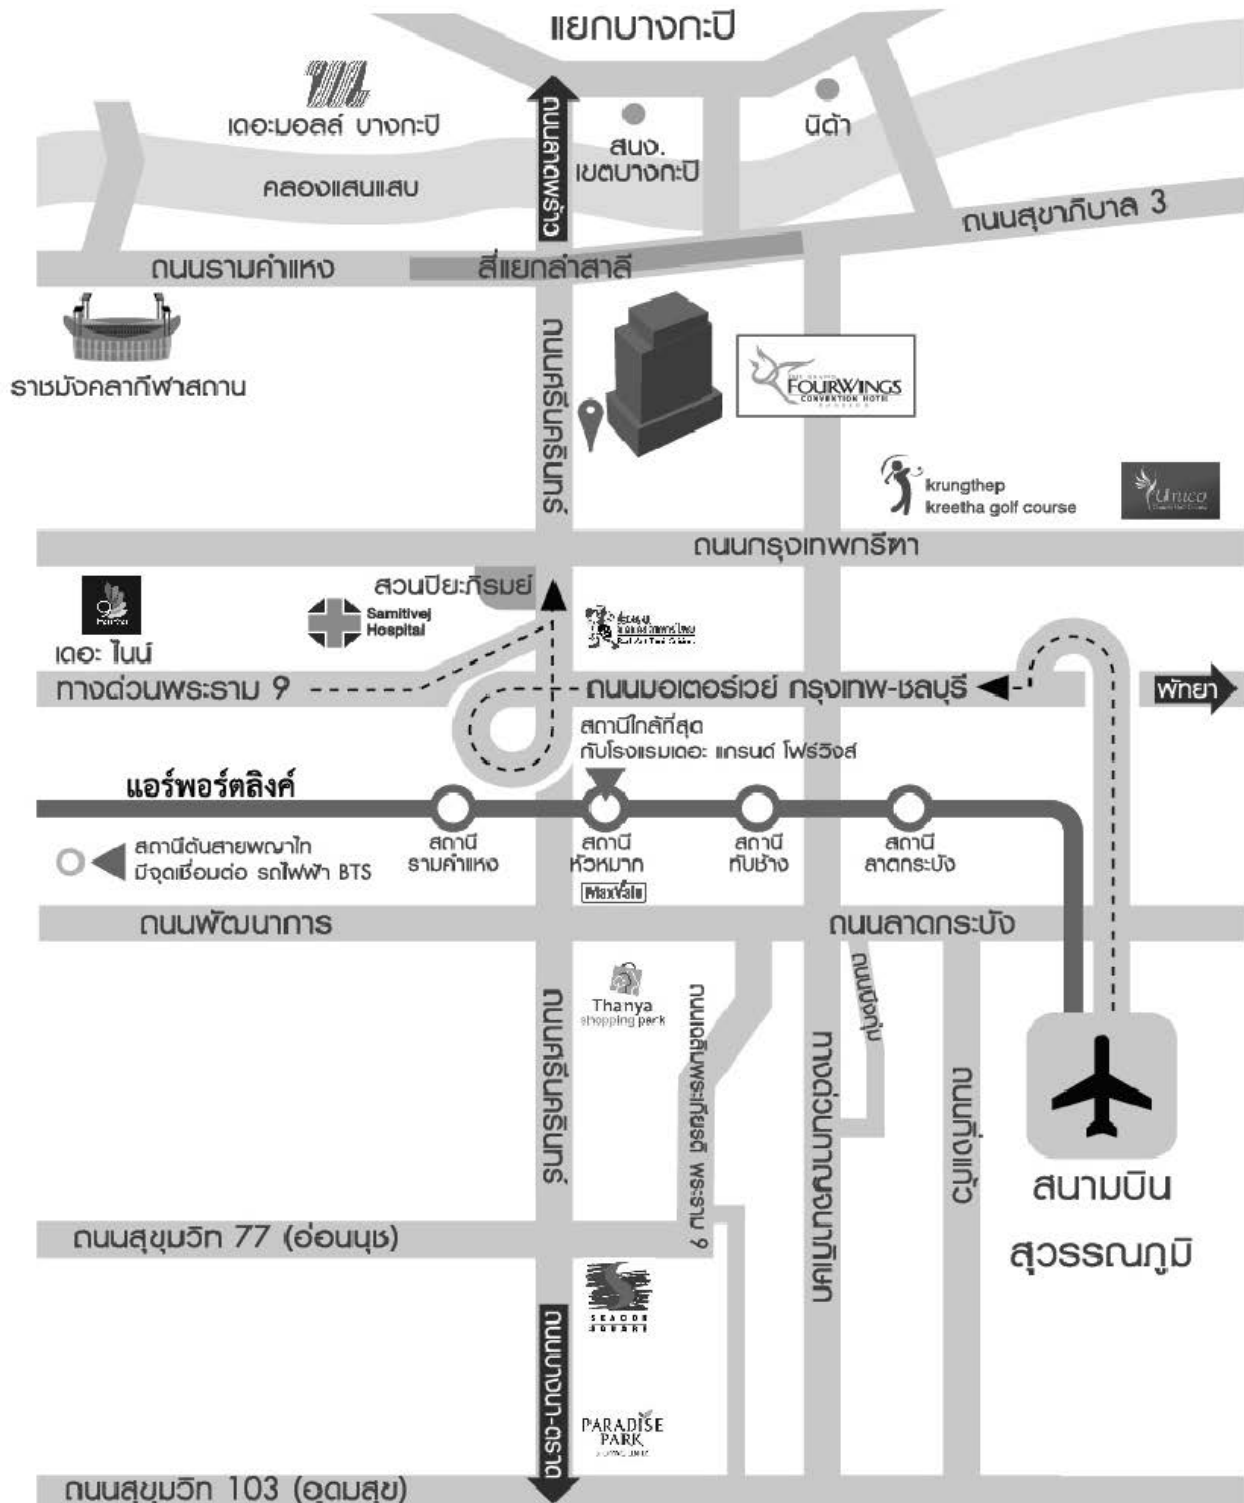 แยกบางกะปิ
เดอะมอลล์ บางกะปิ
ถนนลาดพร้าว
สนง.
เขตบางกะปิ
นิด้า
คลองแสนแสบ
ถนนสุขาภิบาล 3
ถนนรามคำแหง
สี่แยกลำสาลี
ราชมังคลากีฬาสถาน
ถนนศรีนครินทร์
FOURWINGS
CONVENTION HOTEL
krungthep
kreetha golf course
Unico
ถนนกรุงเทพกรีฑา
สวนปิยะภิรมย์
Samitivej
Hospital
เดอะ ไนน์
ทางด่วนพระราม 9
ถนนมอเตอร์เวย์ กรุงเทพ-ชลบุรี
พัทยา
สถานีใกล้ที่สุด
กับโรงแรมเดอะ แกรนด์ โฟร์วิงส์
แอร์พอร์ตลิงค์
สถานีต้นสายพญาไท
มีจุดเชื่อมต่อ รถไฟฟ้า BTS
สถานี
รามคำแหง
สถานี
หัวหมาก
สถานี
ทับช้าง
สถานี
ลาดกระบัง
MaxValu
ถนนพัฒนาการ
ถนนลาดกระบัง
Thanya
shopping park
ถนนศรีนครินทร์
ถนนเฉลิมพระเกียรติ พระราม 9
ทางด่วนกาญจนาภิเษก
ถนนกิ่งแก้ว
สนามบิน
สุวรรณภูมิ
ถนนสุขุมวิท 77 (อ่อนนุช)
SEACON
SQUARE
ถนนบางนา-ตราด
PARADISE
PARK
ถนนสุขุมวิท 103 (อุดมสุข)